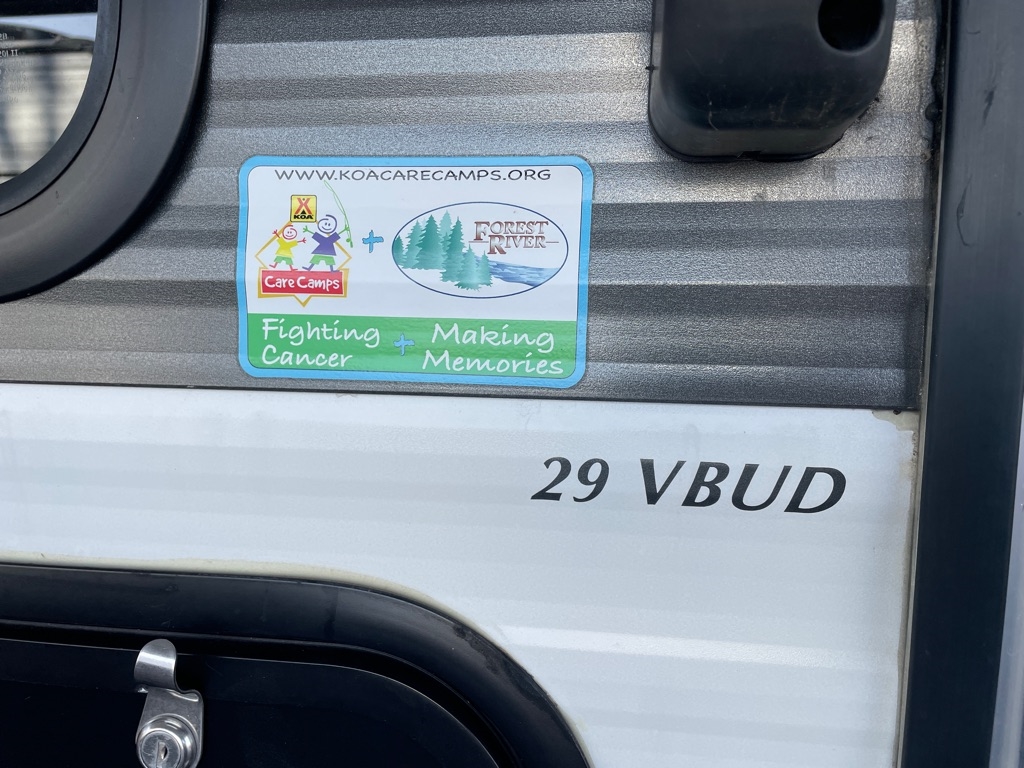 WWW.KOACARECAMPS.ORG
KOA
Care Camps
+
FOREST
RIVER
Fighting
Cancer
+
Making
Memories
29 VBUD